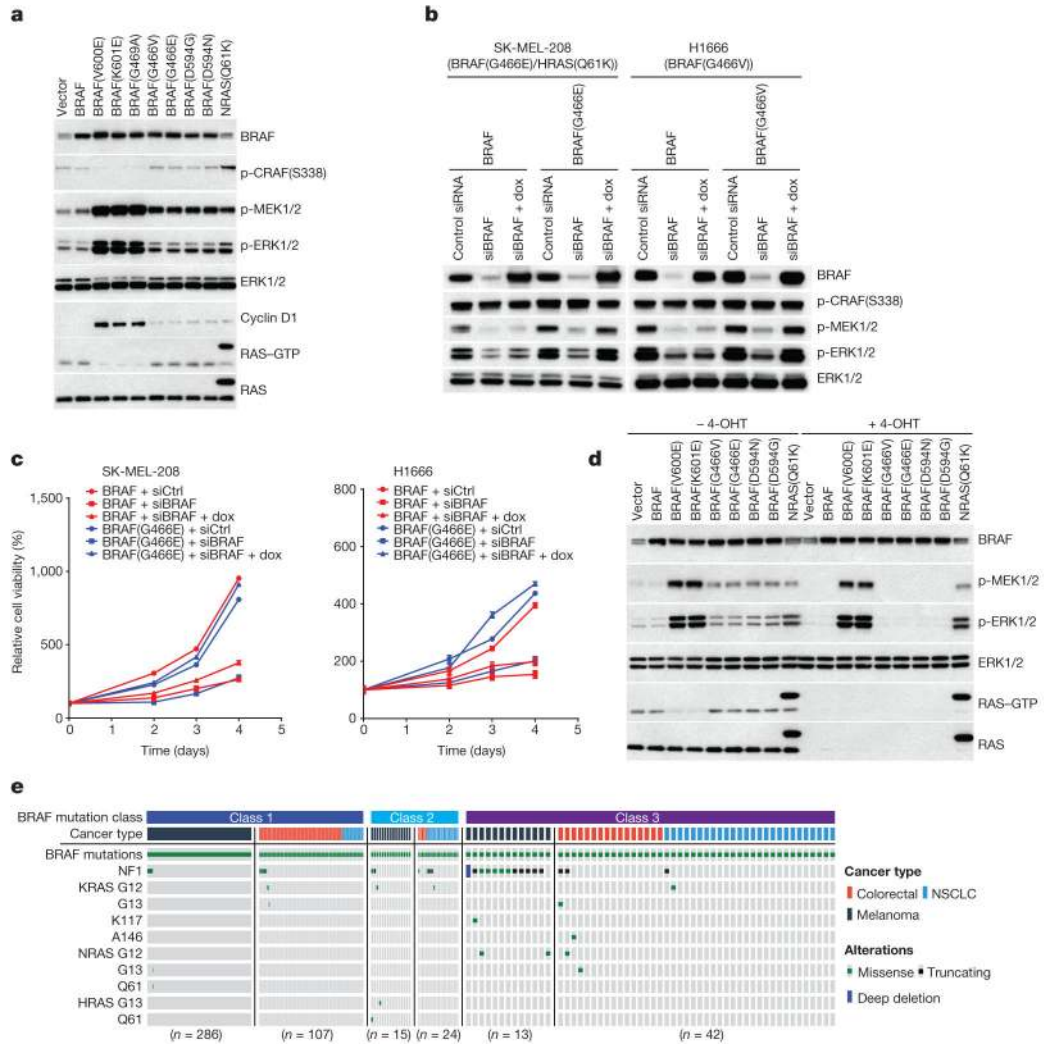 a
Vector
BRAF
BRAF(V600E)
BRAF(K601E)
BRAF(G469A)
BRAF(G466V)
BRAF(G466E)
BRAF(D594G)
BRAF(D594N)
NRAS(Q61K)
BRAF
p-CRAF(S338)
p-MEK1/2
p-ERK1/2
ERK1/2
Cyclin D1
RAS–GTP
RAS
b
SK-MEL-208
(BRAF(G466E)/HRAS(Q61K))
H1666
(BRAF(G466V))
BRAF
BRAF(G466E)
BRAF
BRAF(G466V)
Control siRNA
siBRAF
siBRAF + dox
Control siRNA
siBRAF
siBRAF + dox
Control siRNA
siBRAF
siBRAF + dox
Control siRNA
siBRAF
siBRAF + dox
BRAF
p-CRAF(S338)
p-MEK1/2
p-ERK1/2
ERK1/2
c
SK-MEL-208
BRAF + siCtrl
BRAF + siBRAF
BRAF + siBRAF + dox
BRAF(G466E) + siCtrl
BRAF(G466E) + siBRAF
BRAF(G466E) + siBRAF + dox
Relative cell viability (%)
1,500
1,000
500
0
0 1 2 3 4 5
Time (days)
H1666
BRAF + siCtrl
BRAF + siBRAF
BRAF + siBRAF + dox
BRAF(G466E) + siCtrl
BRAF(G466E) + siBRAF
BRAF(G466E) + siBRAF + dox
800
600
400
200
0
0 1 2 3 4 5
Time (days)
d
– 4-OHT
+ 4-OHT
Vector
BRAF
BRAF(V600E)
BRAF(K601E)
BRAF(G466V)
BRAF(G466E)
BRAF(D594N)
BRAF(D594G)
NRAS(Q61K)
Vector
BRAF
BRAF(V600E)
BRAF(K601E)
BRAF(G466V)
BRAF(G466E)
BRAF(D594N)
BRAF(D594G)
NRAS(Q61K)
BRAF
p-MEK1/2
p-ERK1/2
ERK1/2
RAS–GTP
RAS
e
BRAF mutation class
Class 1
Class 2
Class 3
Cancer type
BRAF mutations
NF1
KRAS G12
G13
K117
A146
NRAS G12
G13
Q61
HRAS G13
Q61
(n = 286)
(n = 107)
(n = 15)
(n = 24)
(n = 13)
(n = 42)
Cancer type
Colorectal
NSCLC
Melanoma
Alterations
Missense
Truncating
Deep deletion